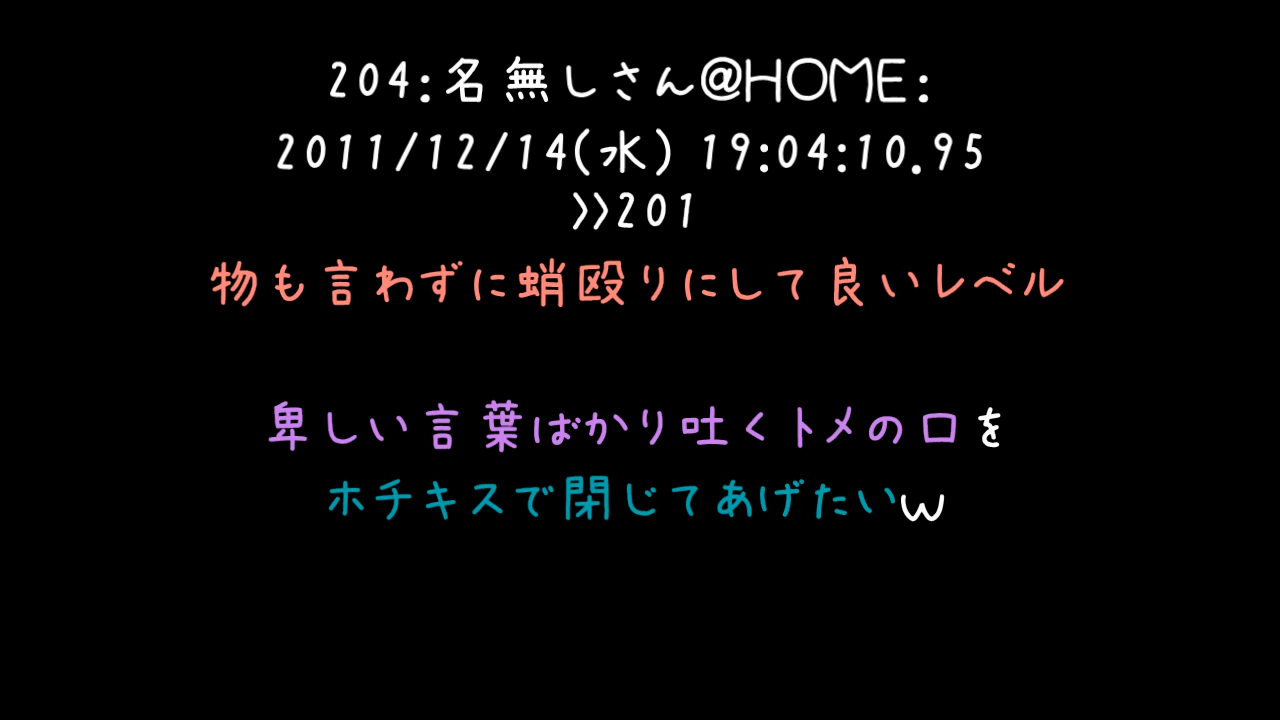 204:名無しさん@HOME:
2011/12/14(水) 19:04:10.95
>>201
物も言わずに蛸殴りにして良いレベル
卑しい言葉ばかり吐くトメの口を
ホチキスで閉じてあげたいw